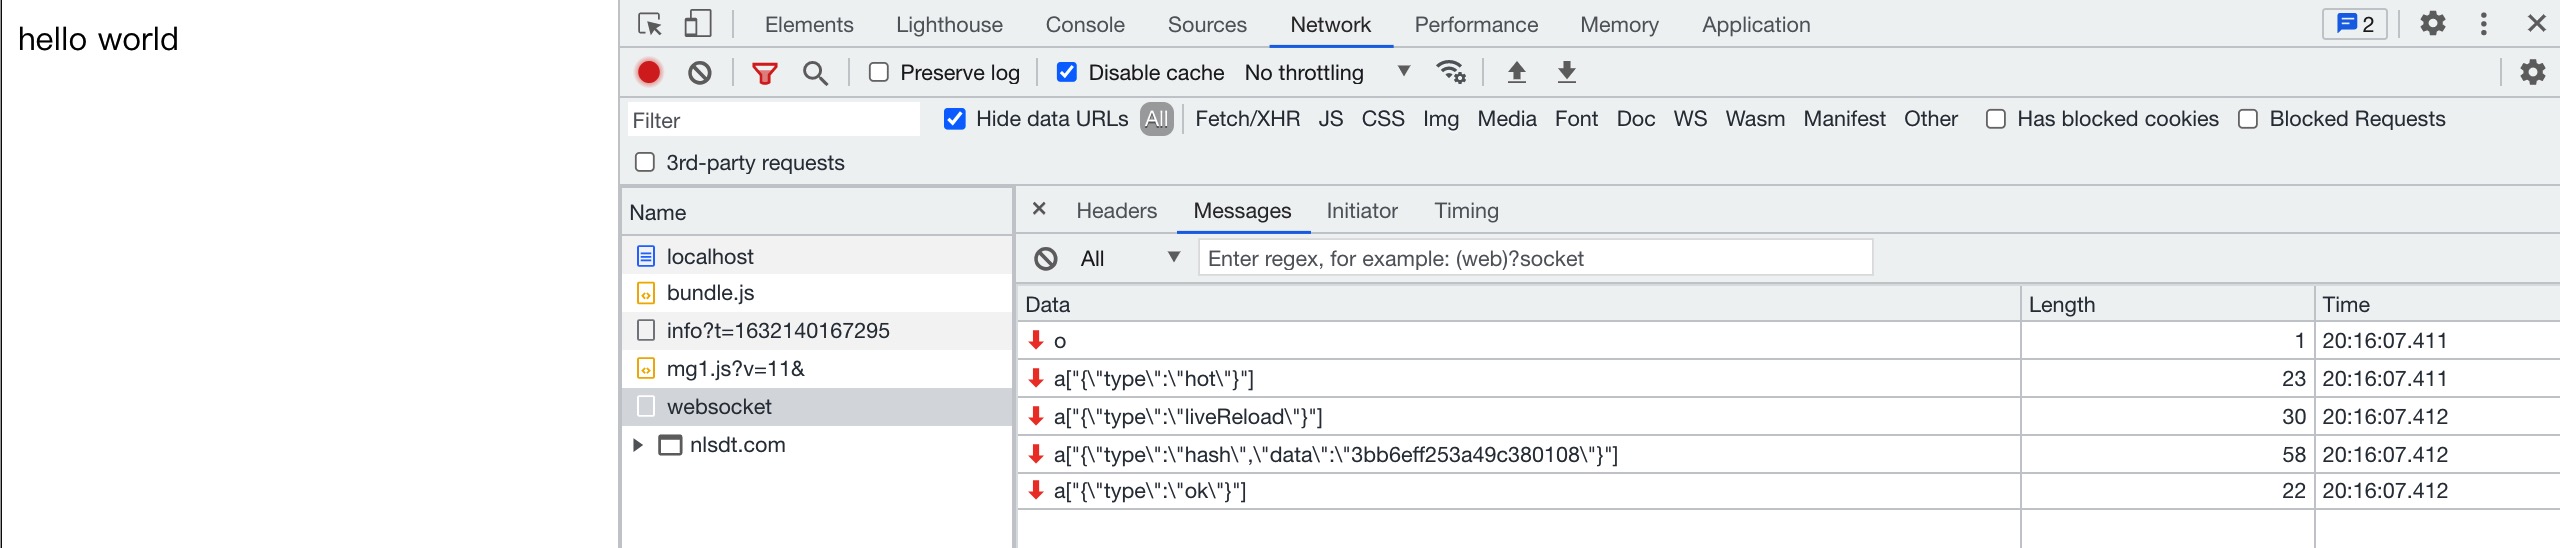 hello world
Elements Lighthouse Console Sources Network Performance Memory Application 2
Preserve log Disable cache No throttling
Filter Hide data URLs All Fetch/XHR JS CSS Img Media Font Doc WS Wasm Manifest Other Has blocked cookies Blocked Requests
3rd-party requests
Name
localhost
bundle.js
info?t=1632140167295
mg1.js?v=11&
websocket
nlsdt.com
Headers Messages Initiator Timing
All Enter regex, for example: (web)?socket
Data Length Time
o 1 20:16:07.411
a["{\"type\":\"hot\"}"] 23 20:16:07.411
a["{\"type\":\"liveReload\"}"] 30 20:16:07.412
a["{\"type\":\"hash\",\"data\":\"3bb6eff253a49c380108\"}"] 58 20:16:07.412
a["{\"type\":\"ok\"}"] 22 20:16:07.412